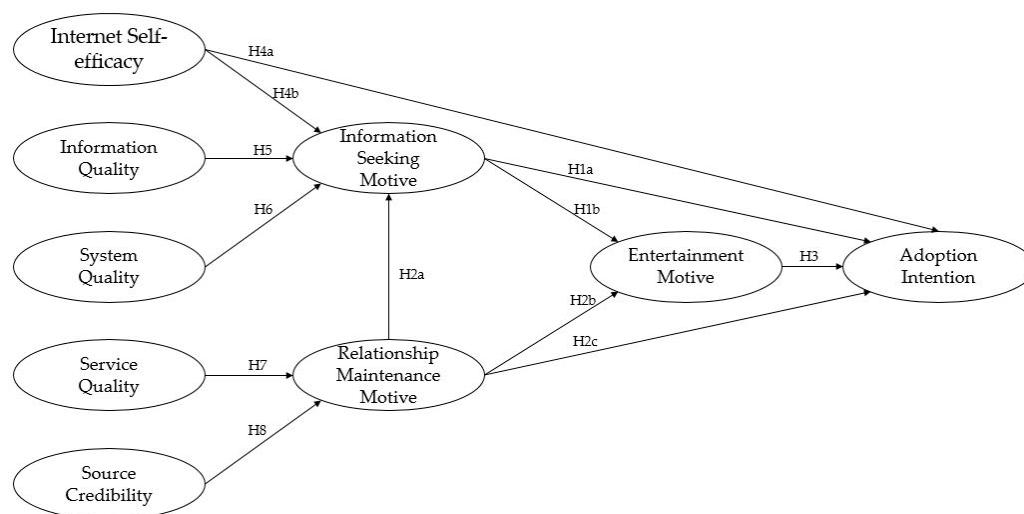 Internet Self-
efficacy
H4a
H4b
Information
Quality
H5
Information
Seeking
Motive
H1a
H1b
H6
System
Quality
H2a
Entertainment
Motive
H3
Adoption
Intention
H2b
H2c
Service
Quality
H7
Relationship
Maintenance
Motive
H8
Source
Credibility